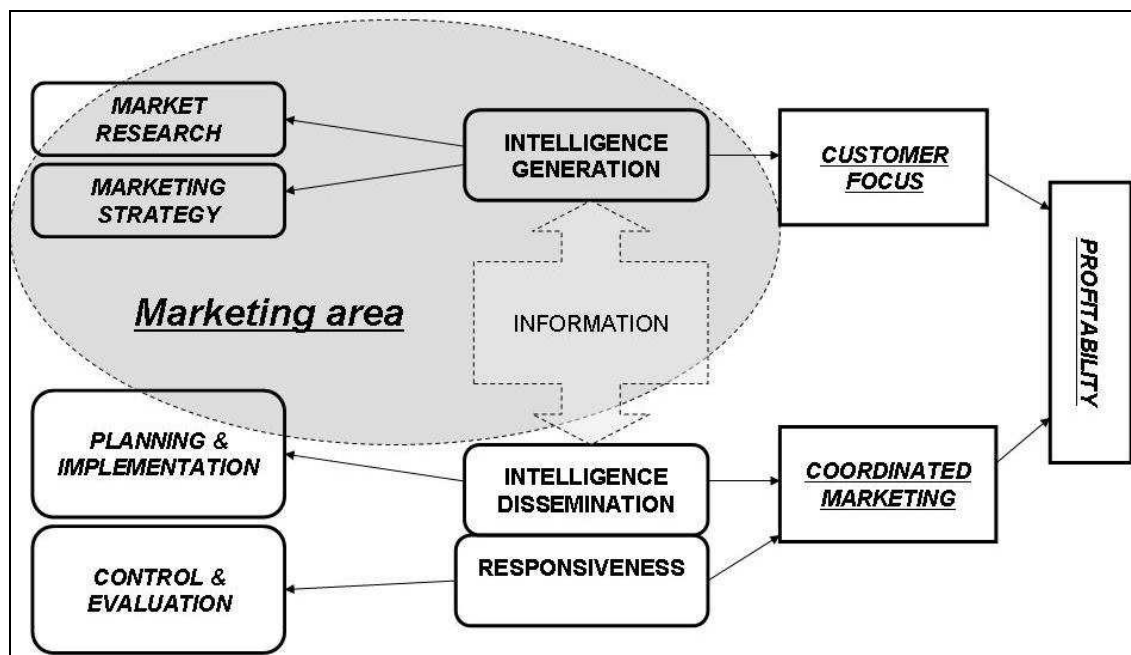 MARKET
RESEARCH
INTELLIGENCE
GENERATION
CUSTOMER
FOCUS
MARKETING
STRATEGY
PROFITABILITY
Marketing area
INFORMATION
PLANNING &
IMPLEMENTATION
INTELLIGENCE
DISSEMINATION
COORDINATED
MARKETING
RESPONSIVENESS
CONTROL &
EVALUATION